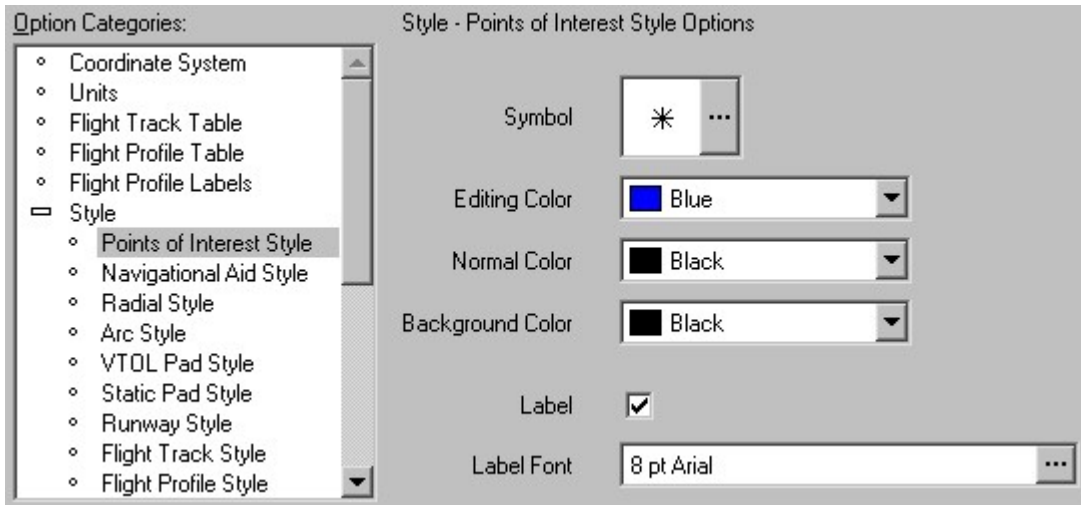 Option Categories:
Coordinate System
Units
Flight Track Table
Flight Profile Table
Flight Profile Labels
Style
Points of Interest Style
Navigational Aid Style
Radial Style
Arc Style
VTOL Pad Style
Static Pad Style
Runway Style
Flight Track Style
Flight Profile Style
Style - Points of Interest Style Options
Symbol
Editing Color Blue
Normal Color Black
Background Color Black
Label
Label Font 8 pt Arial